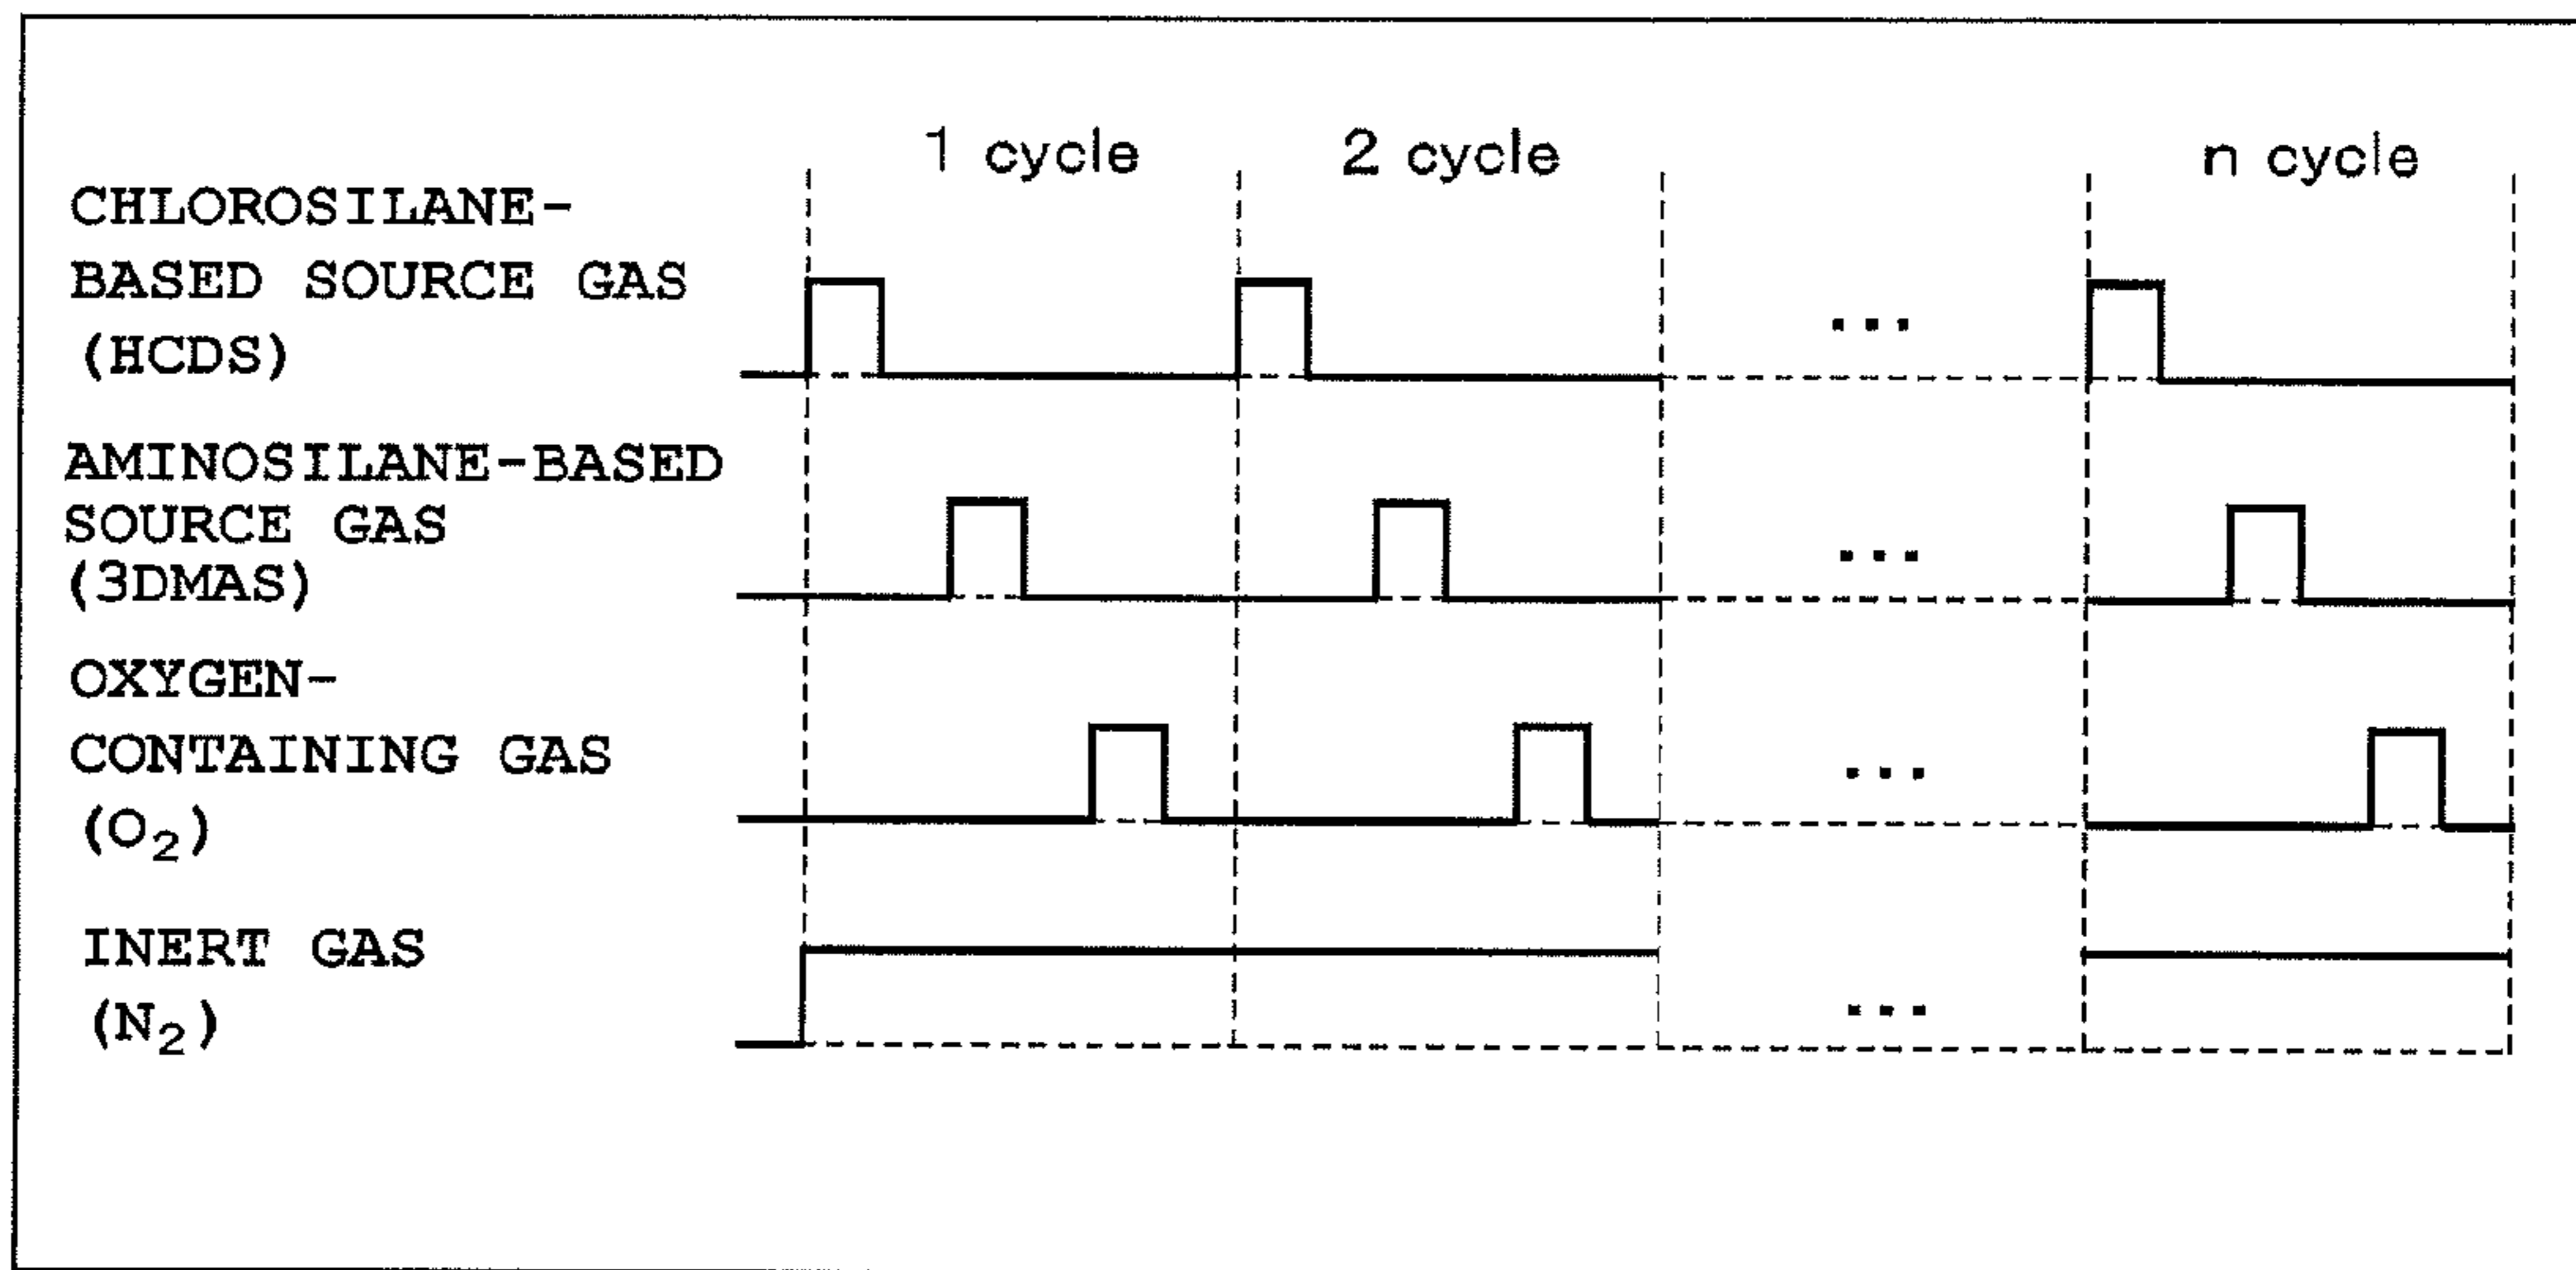 1 cycle
2 cycle
n cycle
CHLOROSILANE-
BASED SOURCE GAS
(HCDS)
...
AMINOSILANE-BASED
SOURCE GAS
(3DMAS)
...
OXYGEN-
CONTAINING GAS
(O₂)
...
INERT GAS
(N₂)
...